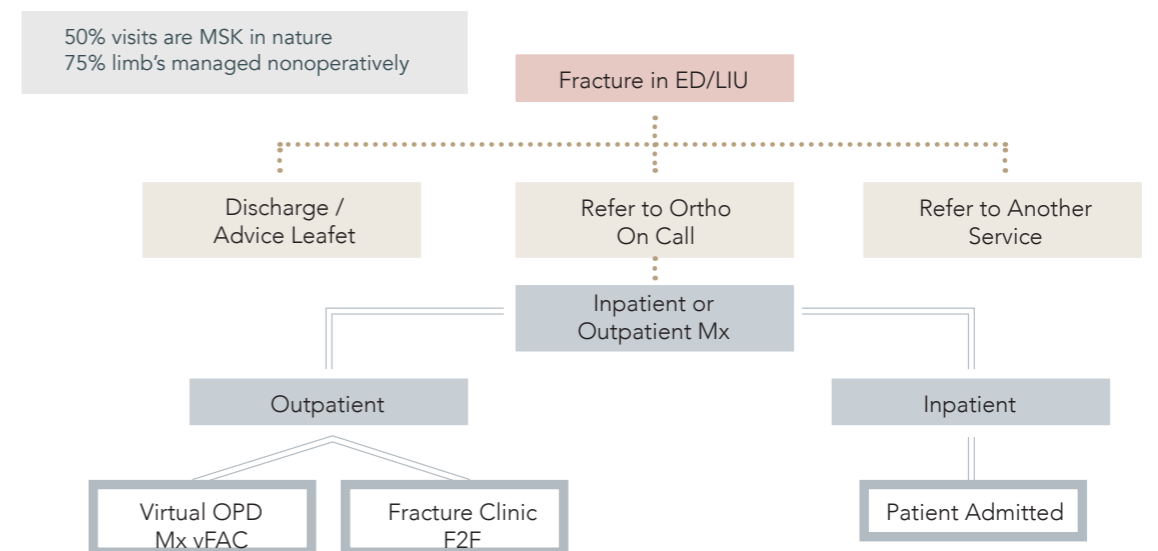 50% visits are MSK in nature
75% limb's managed nonoperatively
Fracture in ED/LIU
Discharge /
Advice Leafet
Refer to Ortho
On Call
Refer to Another
Service
Inpatient or
Outpatient Mx
Outpatient
Inpatient
Virtual OPD
Mx vFAC
Fracture Clinic
F2F
Patient Admitted